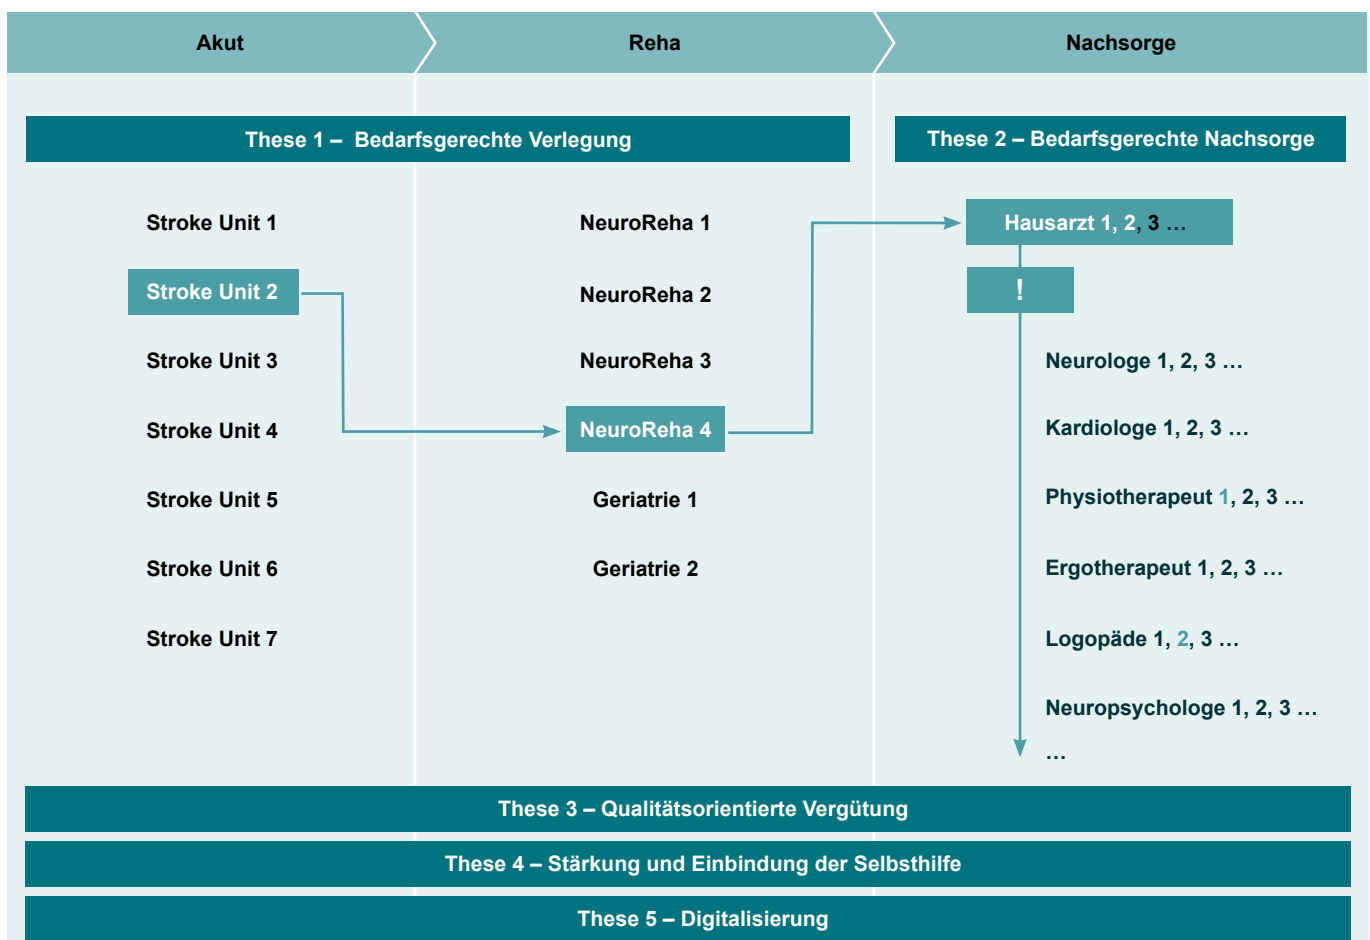 Akut
Reha
Nachsorge
These 1 – Bedarfsgerechte Verlegung
These 2 – Bedarfsgerechte Nachsorge
Stroke Unit 1
Stroke Unit 2
Stroke Unit 3
Stroke Unit 4
Stroke Unit 5
Stroke Unit 6
Stroke Unit 7
NeuroReha 1
NeuroReha 2
NeuroReha 3
NeuroReha 4
Geriatrie 1
Geriatrie 2
Hausarzt 1, 2, 3 …
!
Neurologe 1, 2, 3 …
Kardiologe 1, 2, 3 …
Physiotherapeut 1, 2, 3 …
Ergotherapeut 1, 2, 3 …
Logopäde 1, 2, 3 …
Neuropsychologe 1, 2, 3 …
…
These 3 – Qualitätsorientierte Vergütung
These 4 – Stärkung und Einbindung der Selbsthilfe
These 5 – Digitalisierung